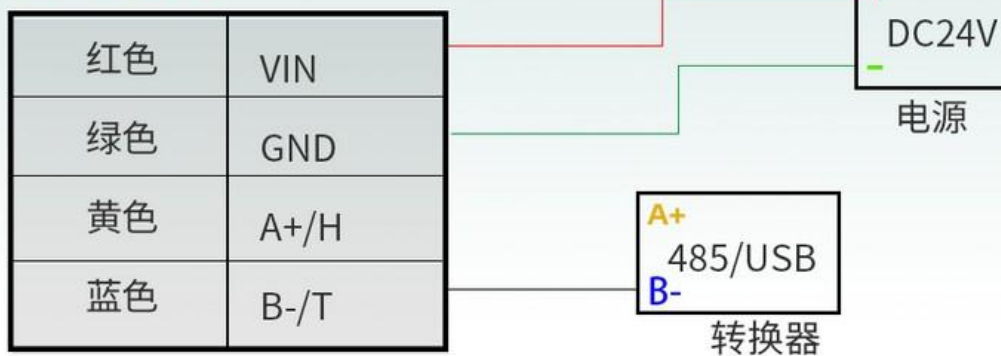 红色 VIN
绿色 GND
黄色 A+/H
蓝色 B-/T
DC24V
-
电源
A+
485/USB
B-
转换器